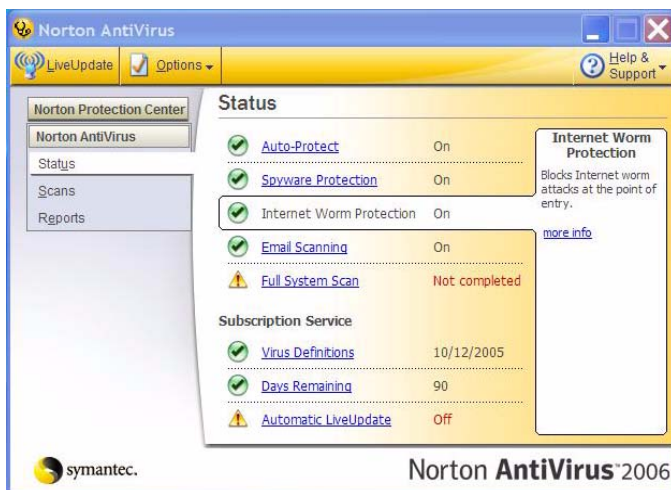 Norton AntiVirus
LiveUpdate
Options
Help & Support
Norton Protection Center
Norton AntiVirus
Status
Scans
Reports
Status
Auto-Protect On
Spyware Protection On
Internet Worm Protection On
Email Scanning On
Full System Scan Not completed
Subscription Service
Virus Definitions 10/12/2005
Days Remaining 90
Automatic LiveUpdate Off
Internet Worm
Protection
Blocks Internet worm
attacks at the point of
entry.
more info
symantec.
Norton AntiVirus™2006